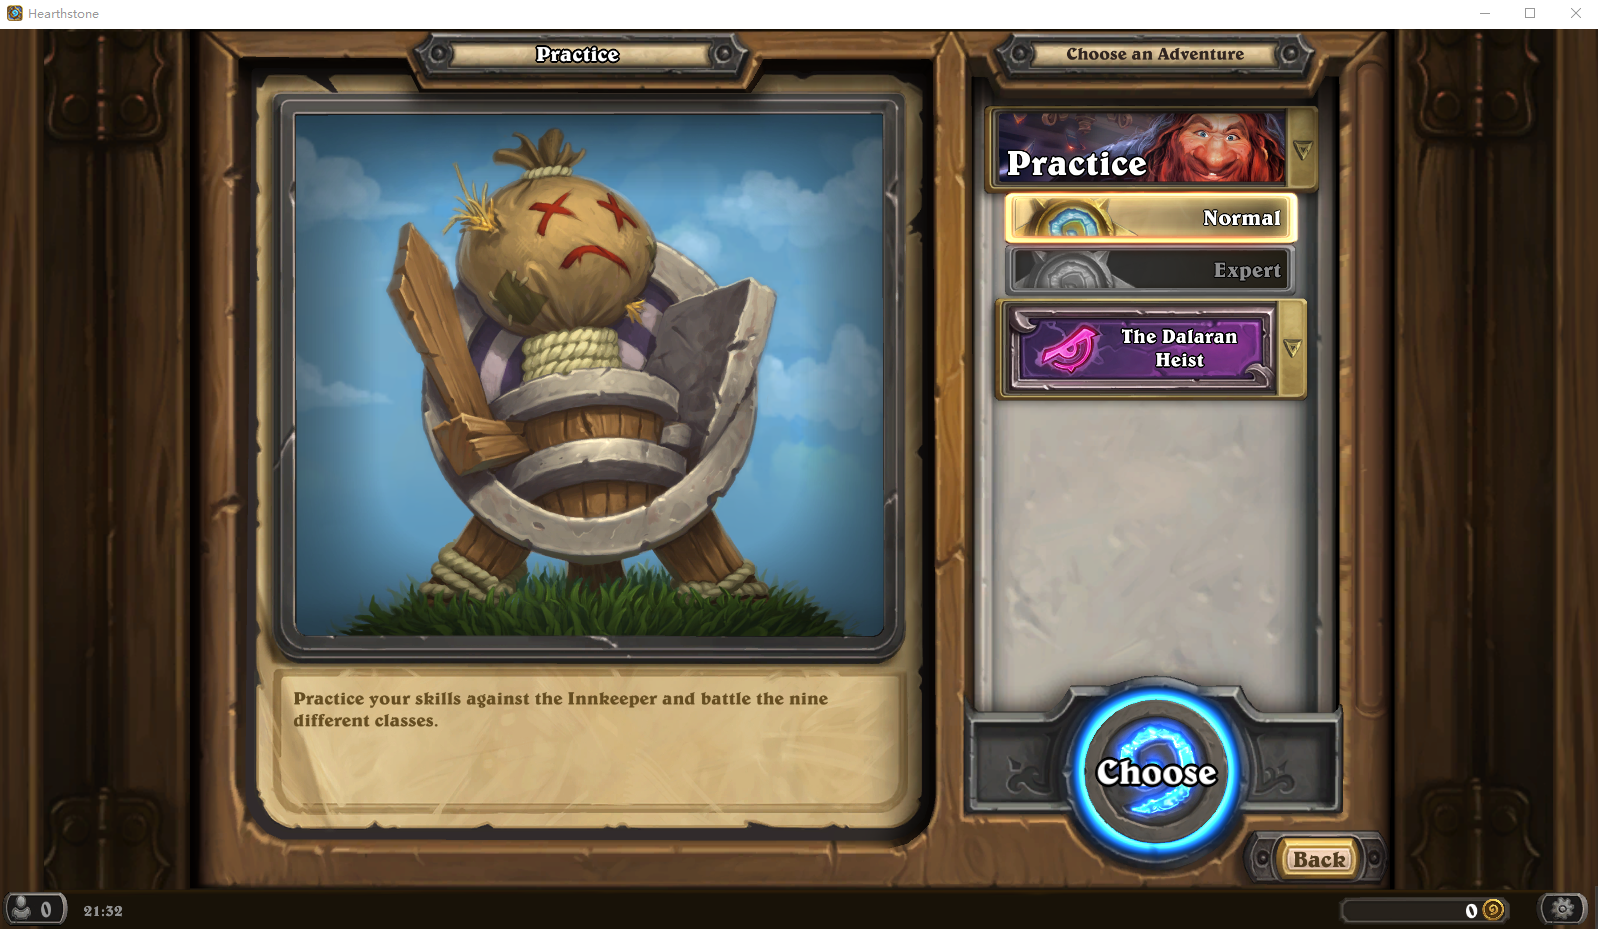 Hearthstone
Practice
Choose an Adventure
Practice
Normal
Expert
The Dalaran
Heist
Practice your skills against the Innkeeper and battle the nine
different classes.
Choose
Back
0
21:32
0